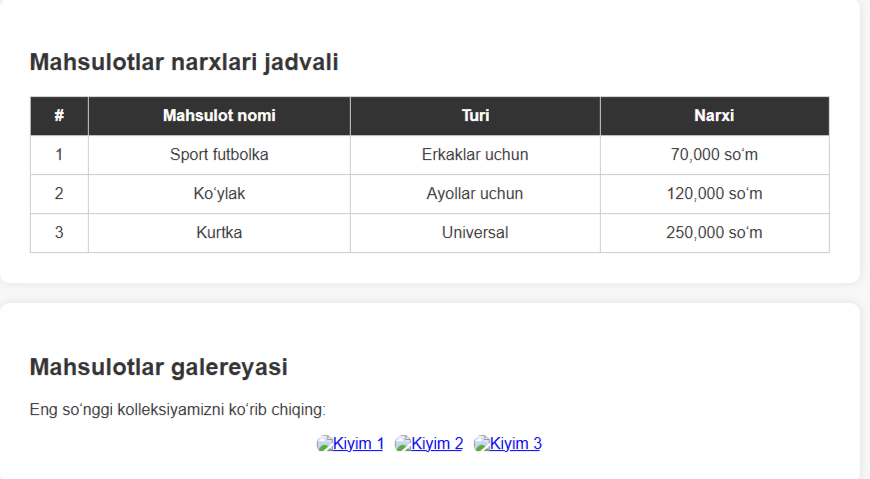 Mahsulotlar narxlari jadvali
# Mahsulot nomi Turi Narxi
1 Sport futbolka Erkaklar uchun 70,000 so‘m
2 Ko‘ylak Ayollar uchun 120,000 so‘m
3 Kurtka Universal 250,000 so‘m
Mahsulotlar galereyasi
Eng so‘nggi kolleksiyamizni ko‘rib chiqing:
Kiyim 1 Kiyim 2 Kiyim 3